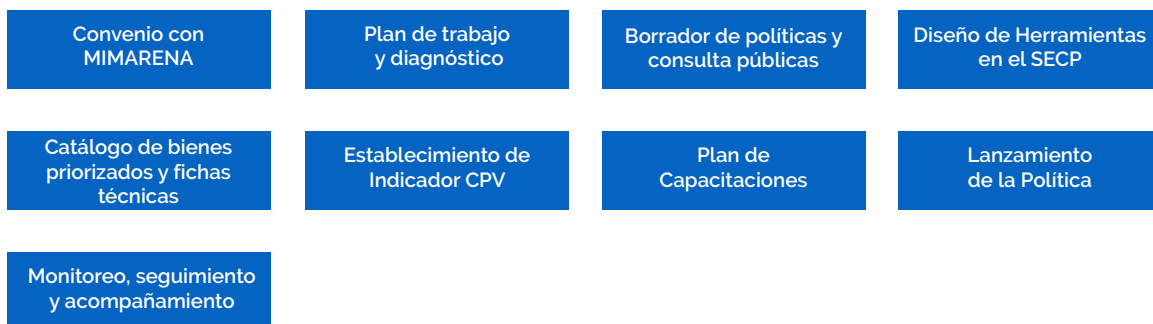 Convenio con
MIMARENA
Plan de trabajo
y diagnóstico
Borrador de políticas y
consulta públicas
Diseño de Herramientas
en el SECP
Catálogo de bienes
priorizados y fichas
técnicas
Establecimiento de
Indicador CPV
Plan de
Capacitaciones
Lanzamiento
de la Política
Monitoreo, seguimiento
y acompañamiento